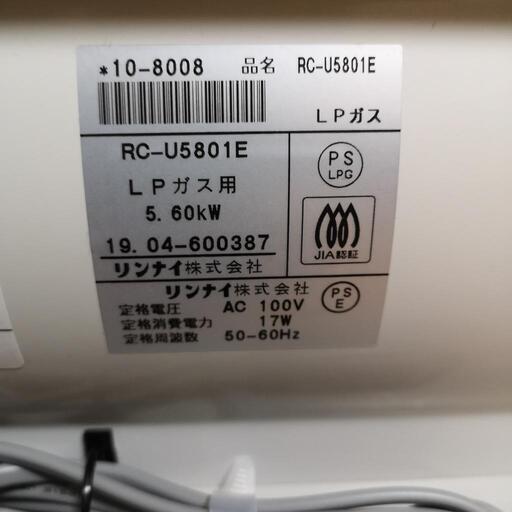 *10-8008 品名 RC-U5801E
LPガス
RC-U5801E
LPガス用
5.60kW
19.04-600387
リンナイ株式会社
PS
LPG
JIA認証
リンナイ株式会社
定格電圧 AC 100V
定格消費電力 17W
定格周波数 50-60Hz
PS
E